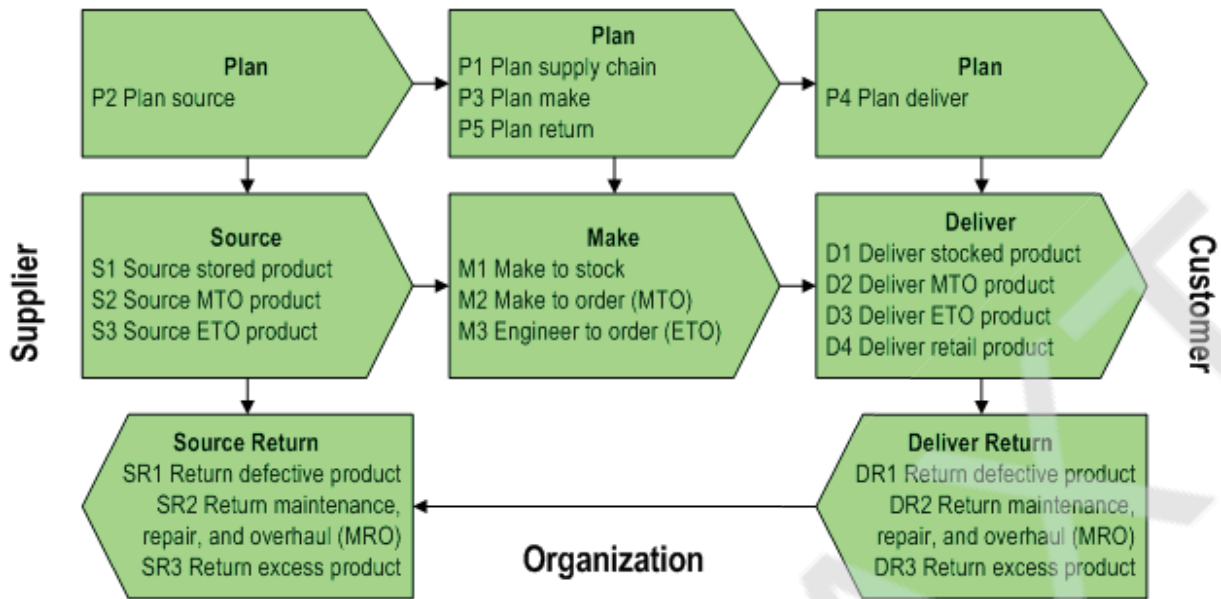 Plan
P2 Plan source
Plan
P1 Plan supply chain
P3 Plan make
P5 Plan return
Plan
P4 Plan deliver
Supplier
Source
S1 Source stored product
S2 Source MTO product
S3 Source ETO product
Make
M1 Make to stock
M2 Make to order (MTO)
M3 Engineer to order (ETO)
Deliver
D1 Deliver stocked product
D2 Deliver MTO product
D3 Deliver ETO product
D4 Deliver retail product
Customer
Source Return
SR1 Return defective product
SR2 Return maintenance,
repair, and overhaul (MRO)
SR3 Return excess product
Organization
Deliver Return
DR1 Return defective product
DR2 Return maintenance,
repair, and overhaul (MRO)
DR3 Return excess product